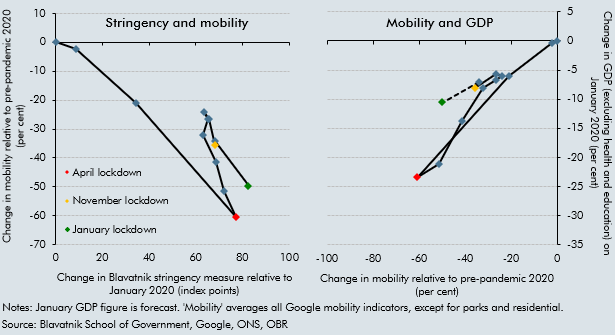 Stringency and mobility
Change in mobility relative to pre-pandemic 2020
(per cent)
10
0
-10
-20
-30
-40
-50
-60
-70
April lockdown
November lockdown
January lockdown
0 20 40 60 80 100
Change in Blavatnik stringency measure relative to
January 2020 (index points)
Mobility and GDP
5
0
-5
-10
-15
-20
-25
-30
-35
Change in GDP (excluding health and education) on
January 2020 (per cent)
-100 -80 -60 -40 -20 0
Change in mobility relative to pre-pandemic 2020
(per cent)
Notes: January GDP figure is forecast. 'Mobility' averages all Google mobility indicators, except for parks and residential.
Source: Blavatnik School of Government, Google, ONS, OBR